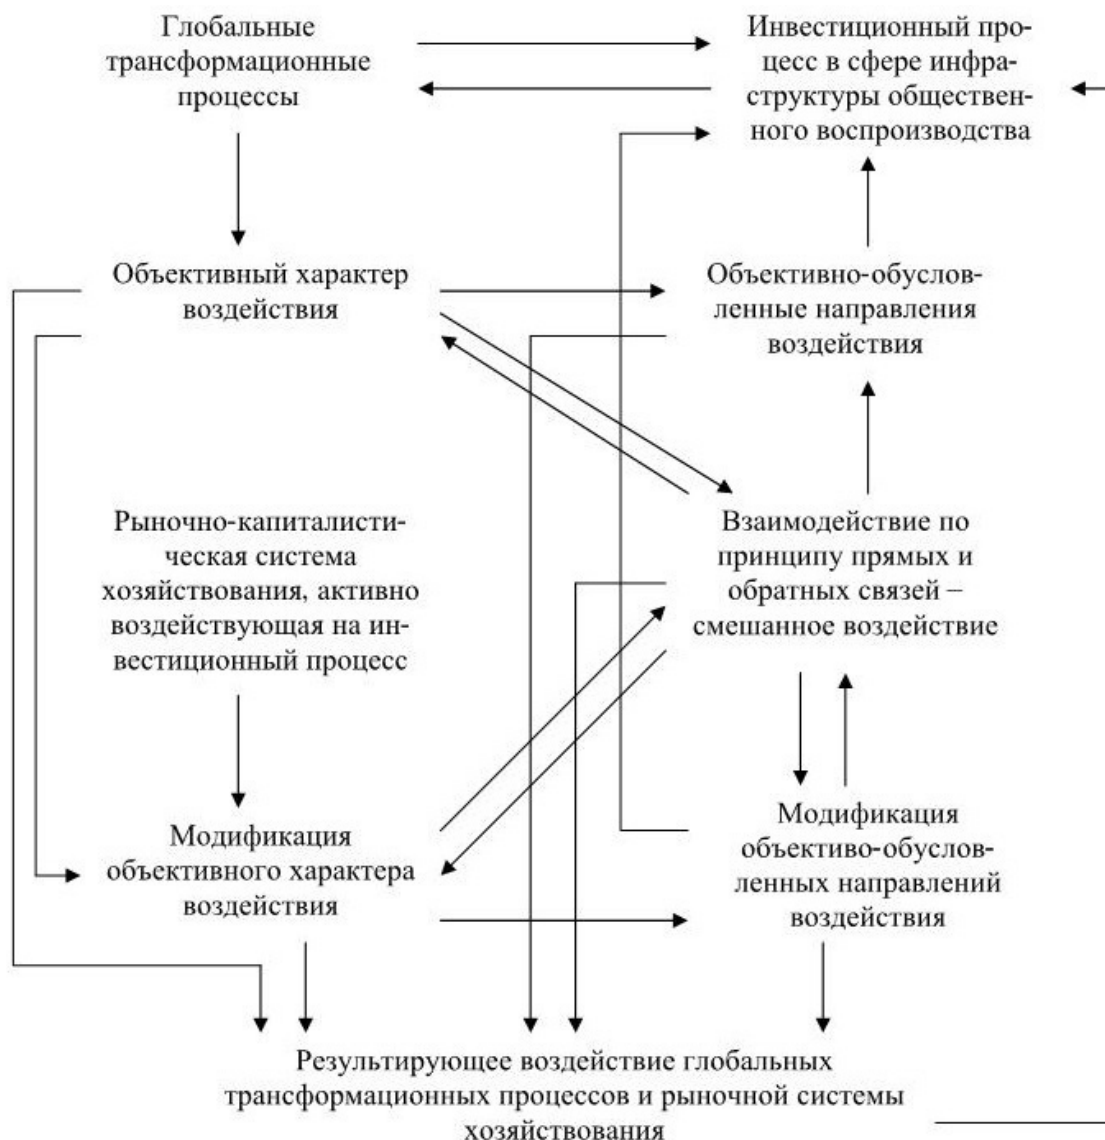 Глобальные
трансформационные
процессы
Инвестиционный про-
цесс в сфере инфра-
структуры обществен-
ного воспроизводства
Объективный характер
воздействия
Объективно-обуслов-
ленные направления
воздействия
Рыночно-капиталисти-
ческая система
хозяйствования, активно
воздействующая на ин-
вестиционный процесс
Взаимодействие по
принципу прямых и
обратных связей –
смешанное воздействие
Модификация
объективного характера
воздействия
Модификация
объективо-обуслов-
ленных направлений
воздействия
Результирующее воздействие глобальных
трансформационных процессов и рыночной системы
хозяйствования